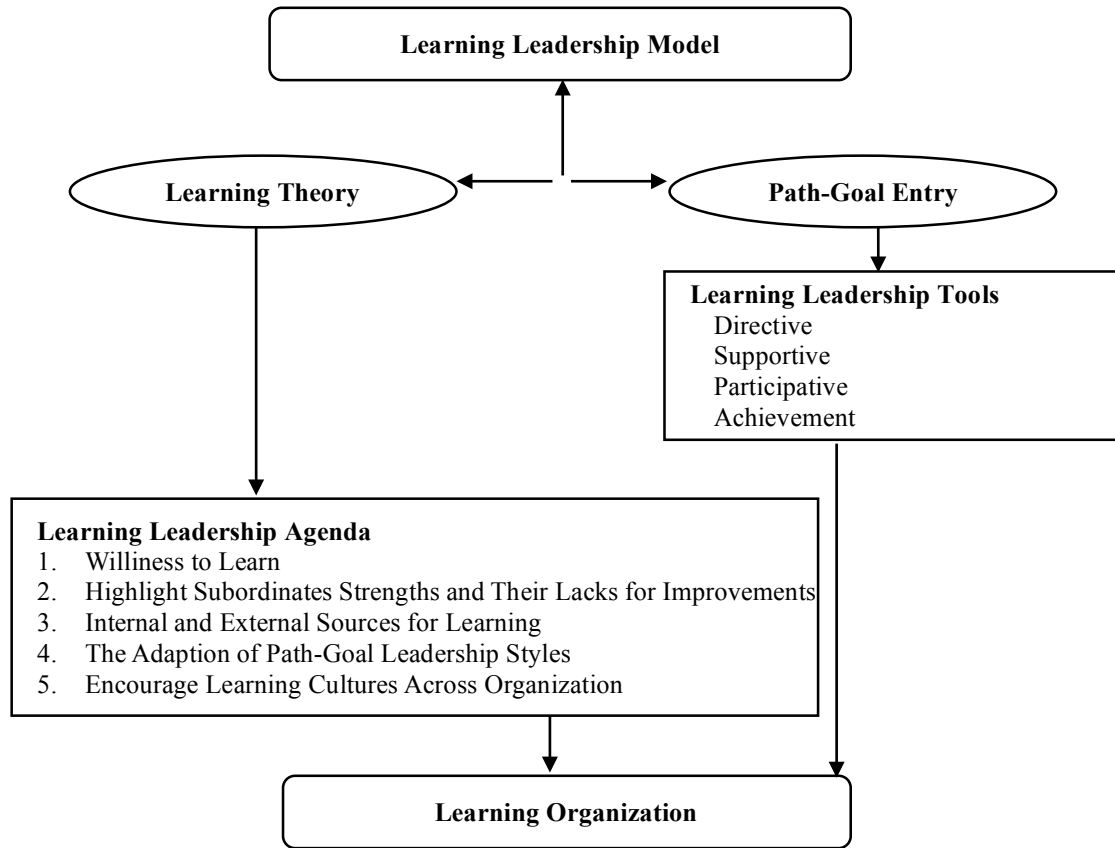 Learning Leadership Model
Learning Theory
Path-Goal Entry
Learning Leadership Tools
Directive
Supportive
Participative
Achievement
Learning Leadership Agenda
1. Williness to Learn
2. Highlight Subordinates Strengths and Their Lacks for Improvements
3. Internal and External Sources for Learning
4. The Adaption of Path-Goal Leadership Styles
5. Encourage Learning Cultures Across Organization
Learning Organization